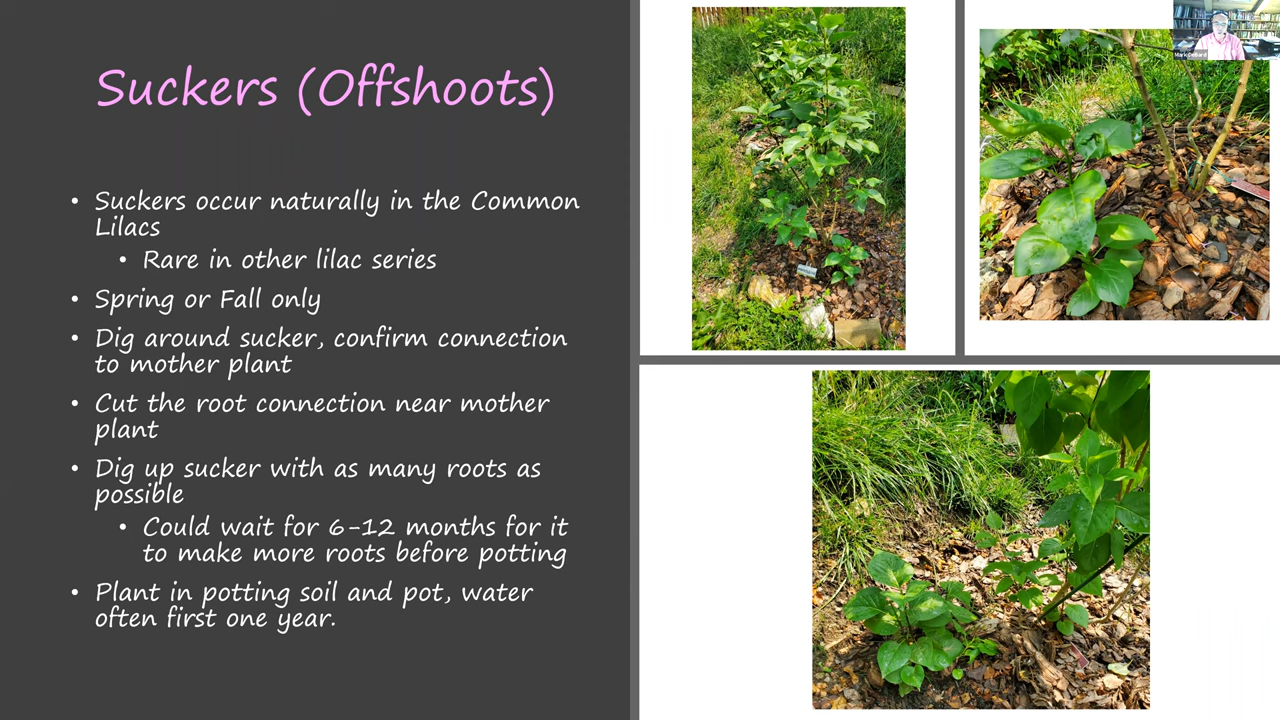 Suckers (Offshoots)
• Suckers occur naturally in the Common
Lilacs
• Rare in other lilac series
• Spring or Fall only
• Dig around sucker, confirm connection
to mother plant
• Cut the root connection near mother
plant
• Dig up sucker with as many roots as
possible
• Could wait for 6-12 months for it
to make more roots before potting
• Plant in potting soil and pot, water
often first one year.
Mark DeBard